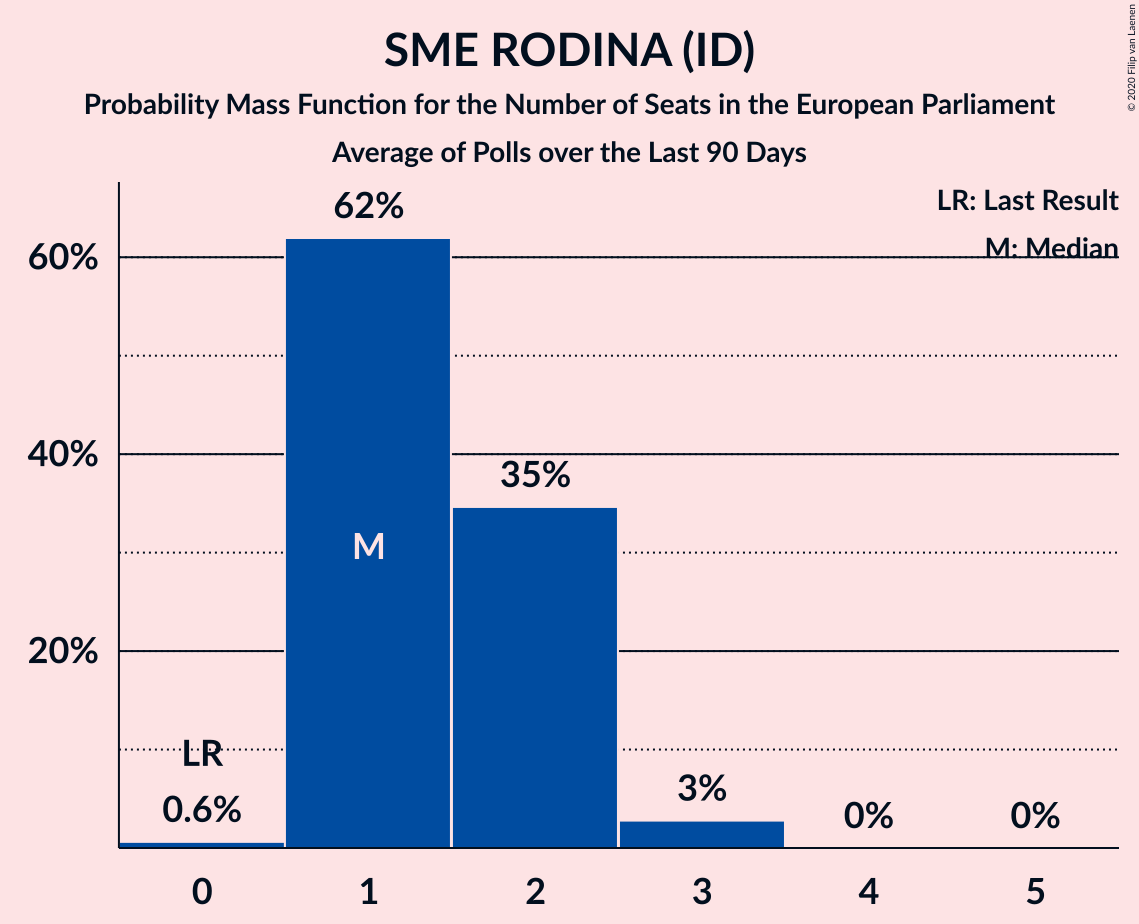 SME RODINA (ID)
Probability Mass Function for the Number of Seats in the European Parliament
Average of Polls over the Last 90 Days
© 2020 Filip van Laenen
LR: Last Result
M: Median
60%
40%
20%
LR
0.6%
62%
M
35%
3%
0%
0%
0 1 2 3 4 5